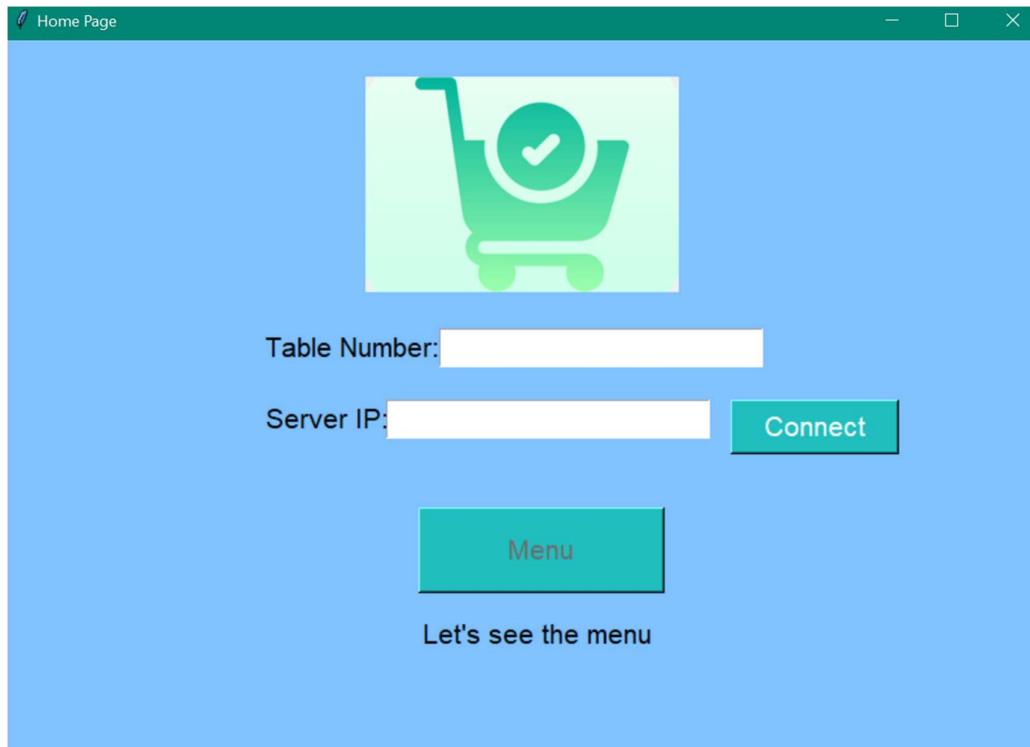 Home Page
Table Number:
Server IP:
Connect
Menu
Let's see the menu